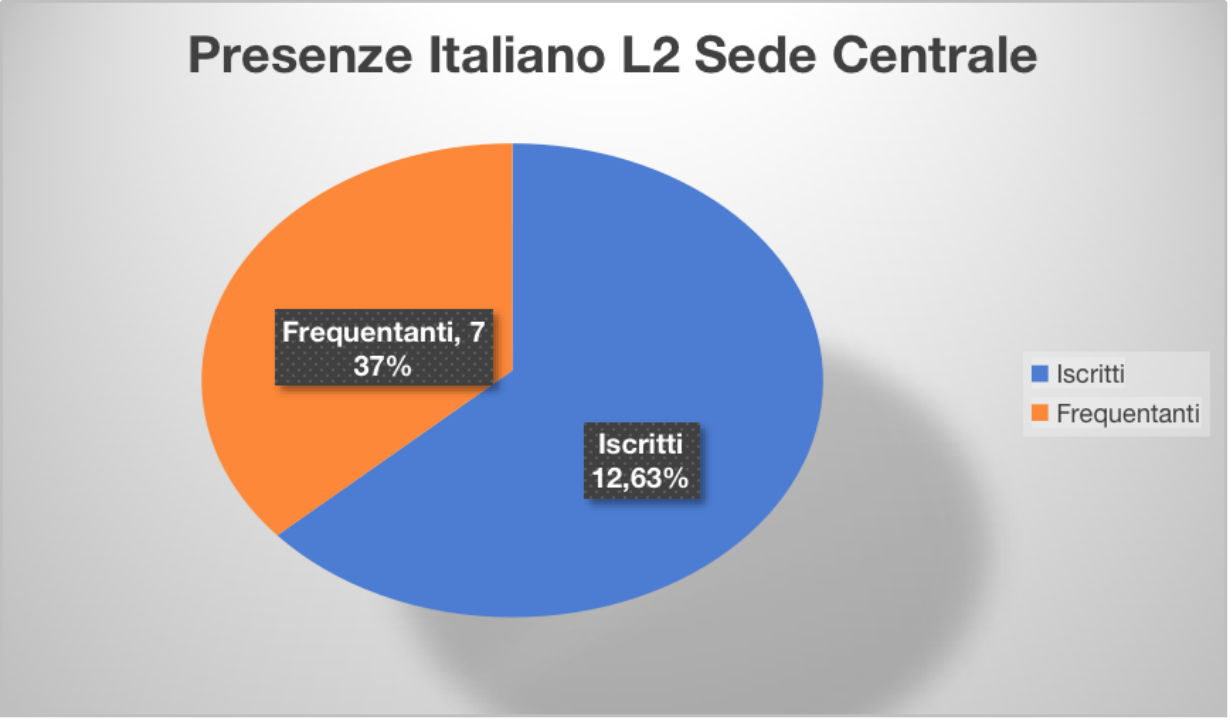 Presenze Italiano L2 Sede Centrale
Frequentanti, 7
37%
Iscritti
12,63%
Iscritti
Frequentanti